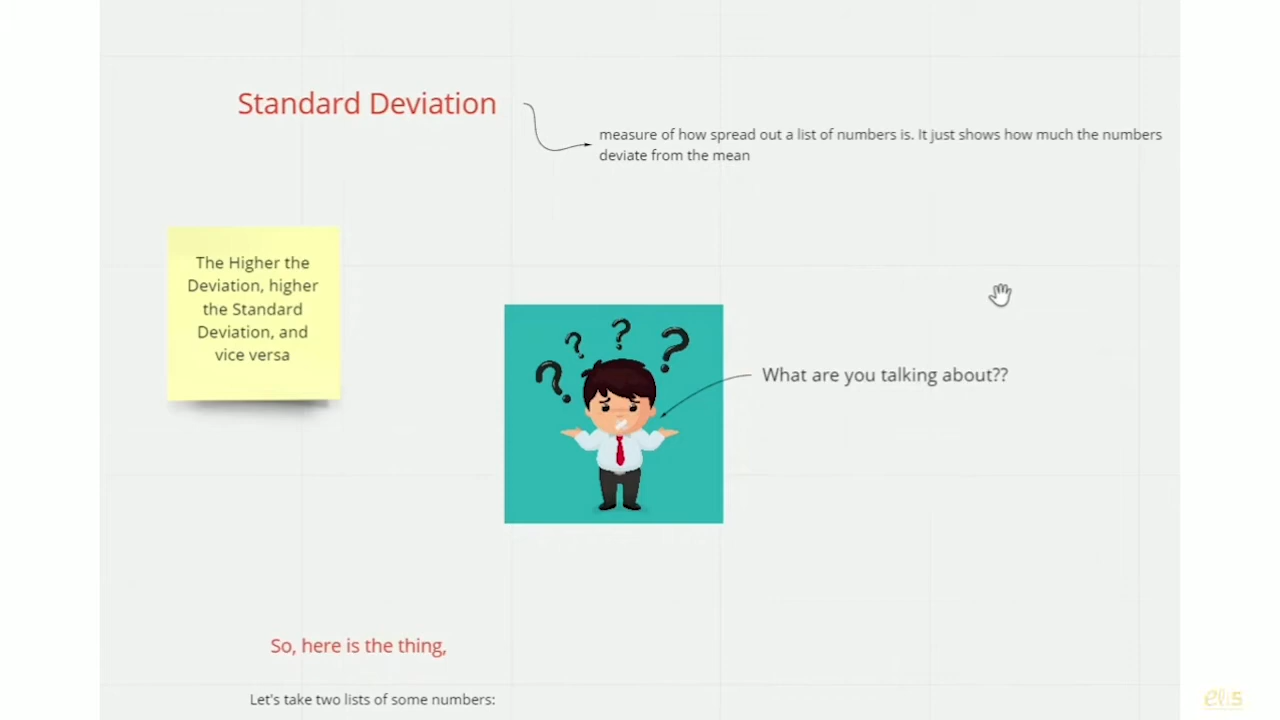 Standard Deviation
measure of how spread out a list of numbers is. It just shows how much the numbers
deviate from the mean
The Higher the
Deviation, higher
the Standard
Deviation, and
vice versa
? ? ? ?
What are you talking about??
So, here is the thing,
Let's take two lists of some numbers:
eli5